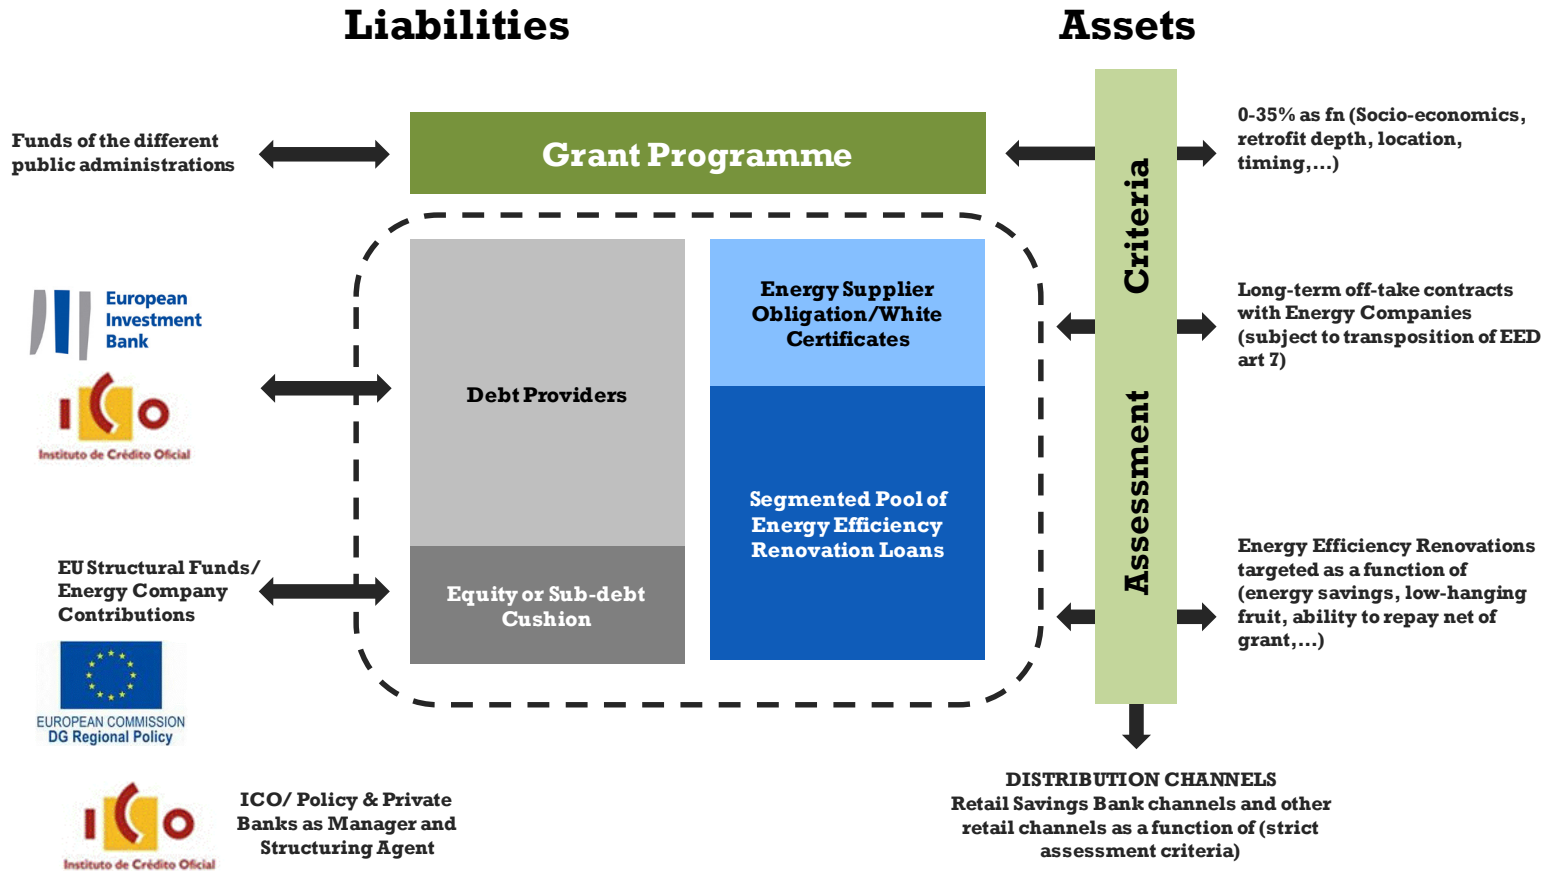 Liabilities
Assets
Funds of the different
public administrations
Grant Programme
0-35% as fn (Socio-economics,
retrofit depth, location,
timing,...)
Assessment Criteria
European
Investment
Bank
ICO
Instituto de Crédito Oficial
Debt Providers
Energy Supplier
Obligation/White
Certificates
Long-term off-take contracts
with Energy Companies
(subject to transposition of EED
art 7)
Segmented Pool of
Energy Efficiency
Renovation Loans
EU Structural Funds/
Energy Company
Contributions
Equity or Sub-debt
Cushion
Energy Efficiency Renovations
targeted as a function of
(energy savings, low-hanging
fruit, ability to repay net of
grant,...)
EUROPEAN COMMISSION
DG Regional Policy
ICO
Instituto de Crédito Oficial
ICO/ Policy & Private
Banks as Manager and
Structuring Agent
DISTRIBUTION CHANNELS
Retail Savings Bank channels and other
retail channels as a function of (strict
assessment criteria)